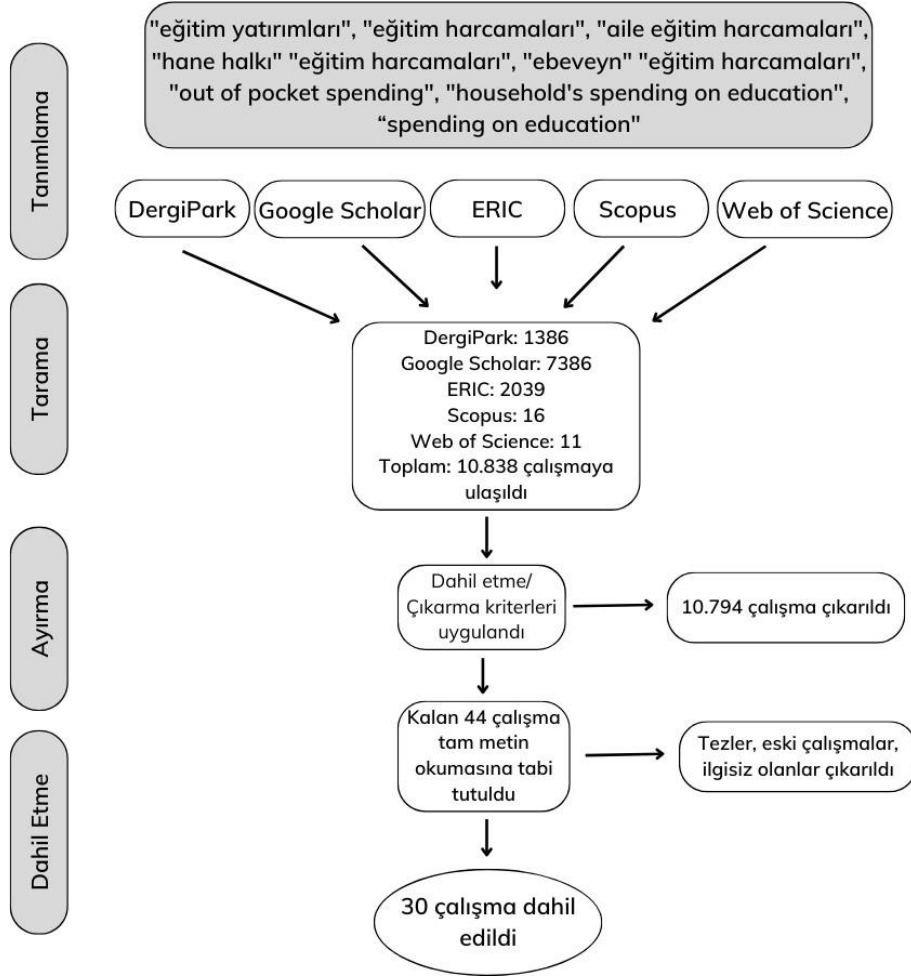 Tanımlama
"eğitim yatırımları", "eğitim harcamaları", "aile eğitim harcamaları",
"hane halkı" "eğitim harcamaları", "ebeveyn" "eğitim harcamaları",
"out of pocket spending", "household's spending on education",
“spending on education"
DergiPark
Google Scholar
ERIC
Scopus
Web of Science
Tarama
DergiPark: 1386
Google Scholar: 7386
ERIC: 2039
Scopus: 16
Web of Science: 11
Toplam: 10.838 çalışmaya
ulaşıldı
Ayırma
Dahil etme/
Çıkarma kriterleri
uygulandı
10.794 çalışma çıkarıldı
Dahil Etme
Kalan 44 çalışma
tam metin
okumasına tabi
tutuldu
Tezler, eski çalışmalar,
ilgisiz olanlar çıkarıldı
30 çalışma dahil
edildi